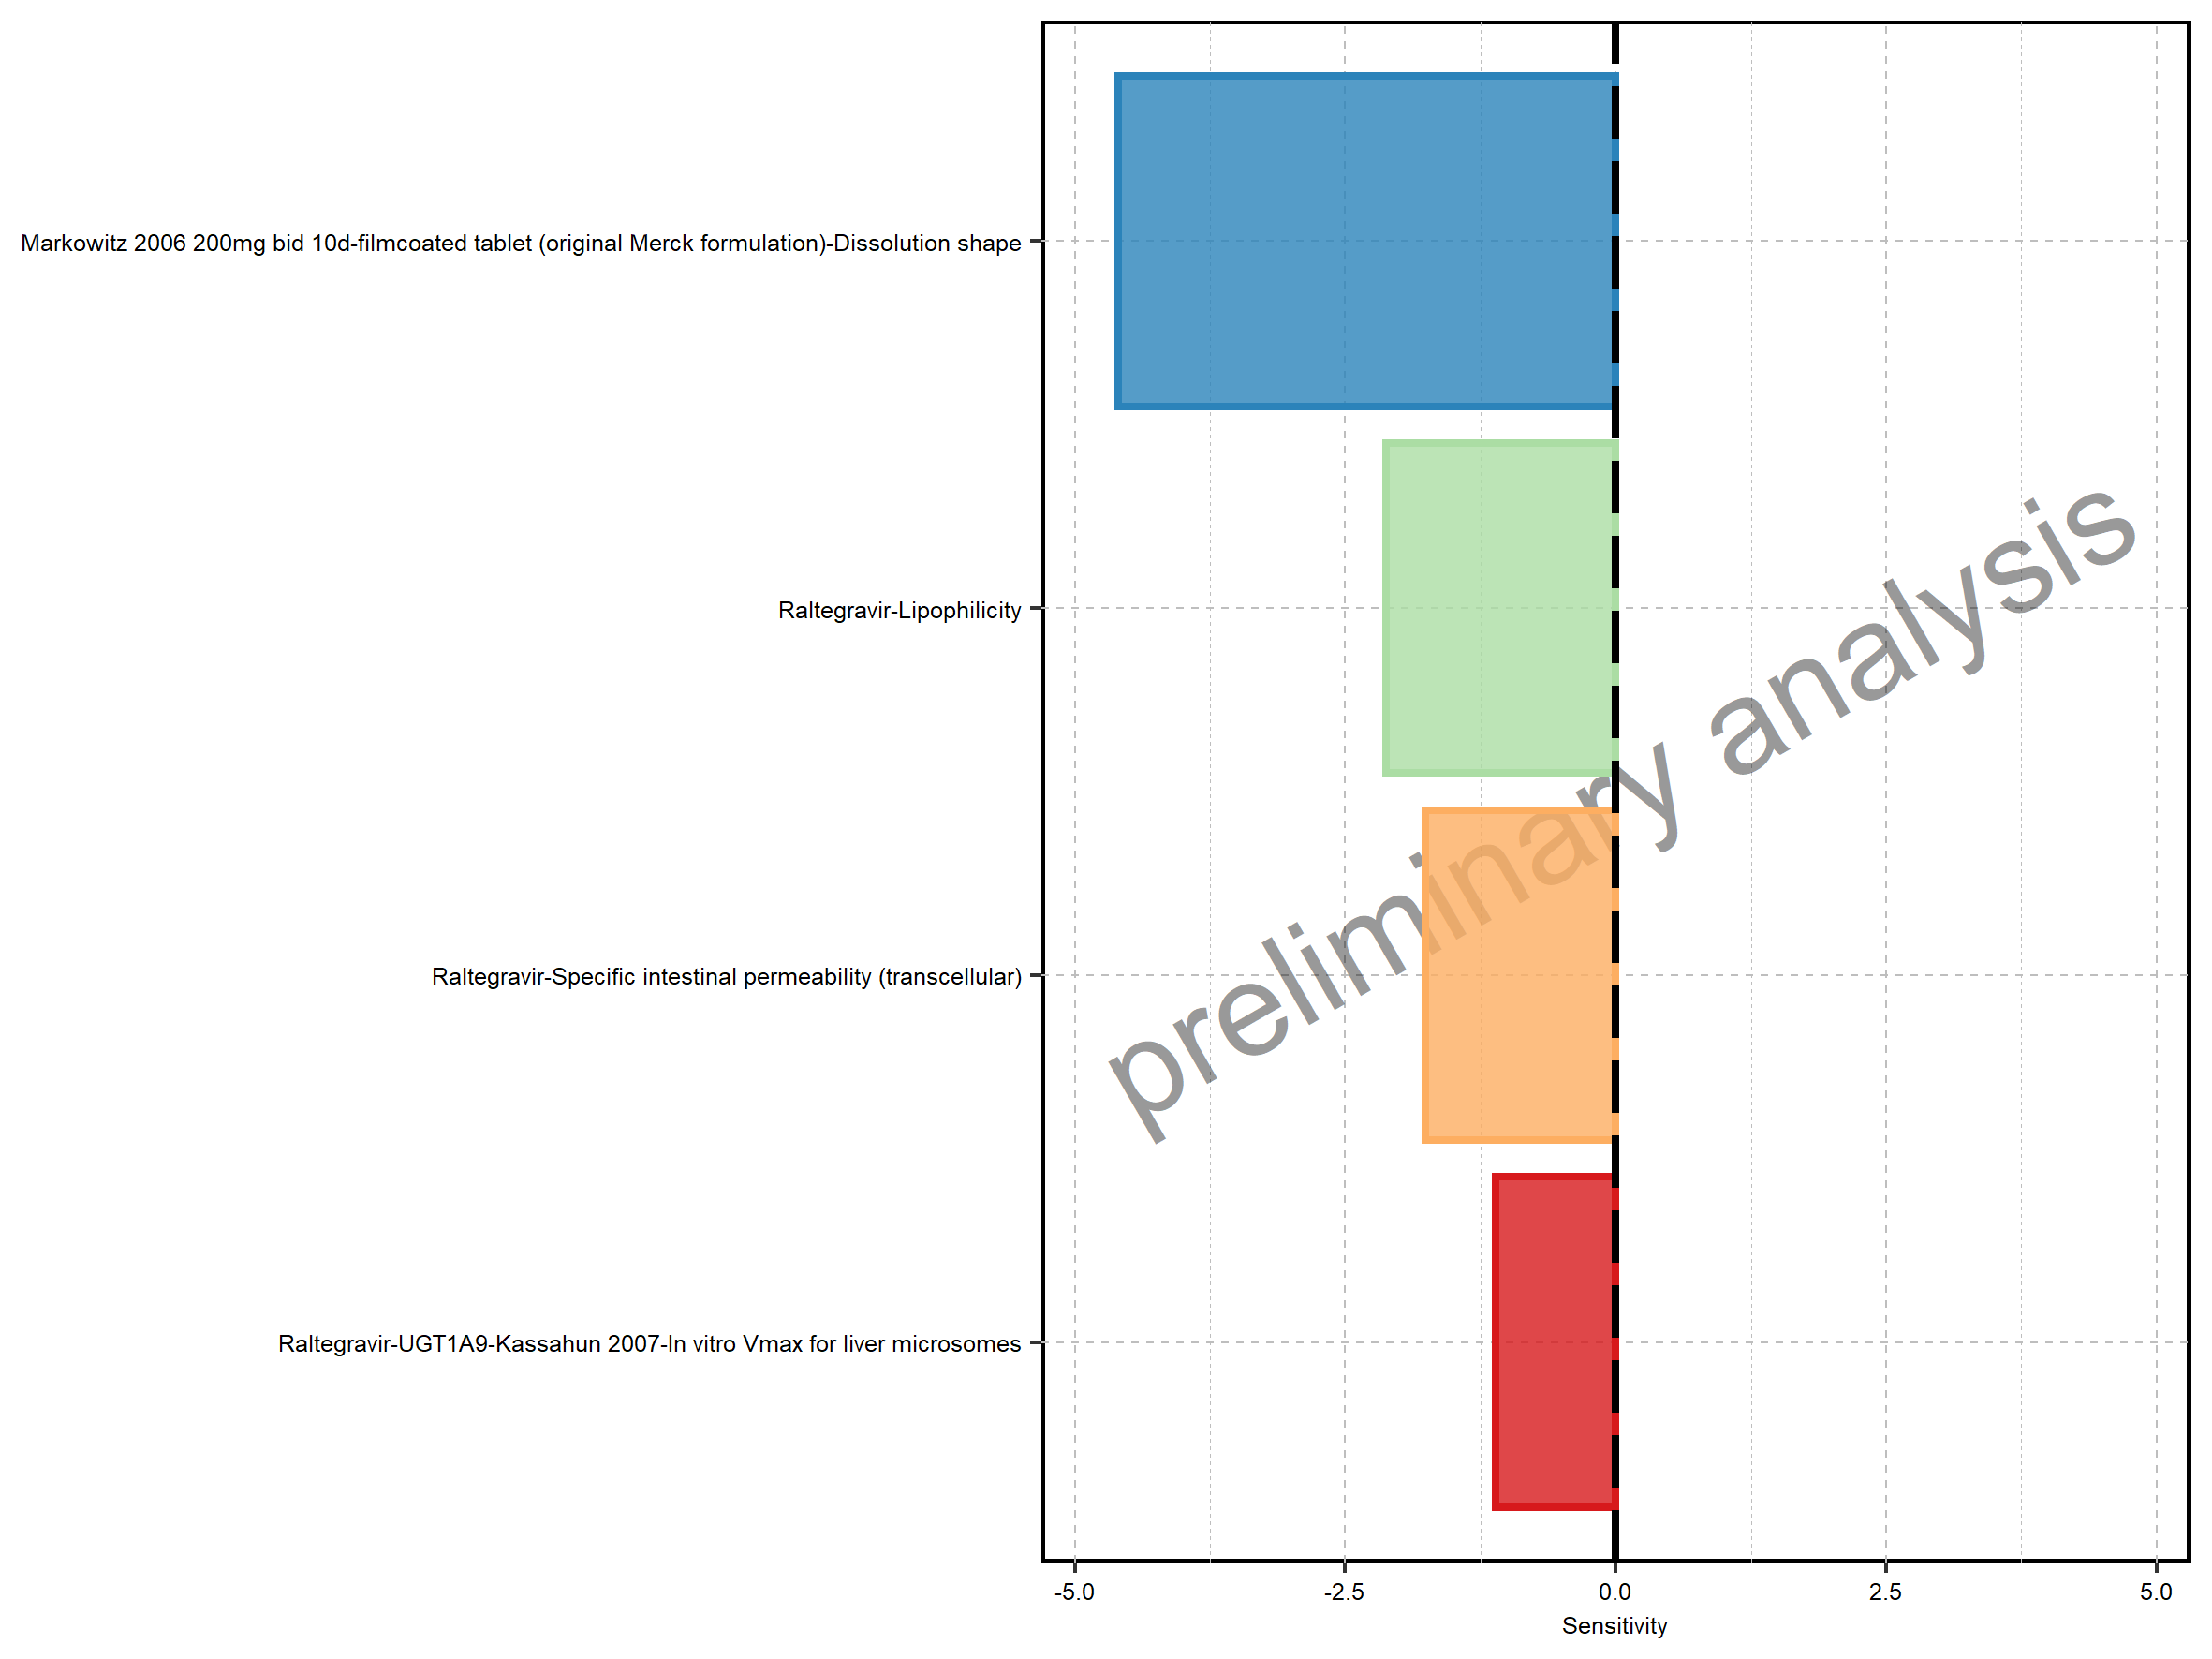 Markowitz 2006 200mg bid 10d-filmcoated tablet (original Merck formulation)-Dissolution shape
Raltegravir-Lipophilicity
Raltegravir-Specific intestinal permeability (transcellular)
Raltegravir-UGT1A9-Kassahun 2007-In vitro Vmax for liver microsomes
preliminary analysis
-5.0 -2.5 0.0 2.5 5.0
Sensitivity